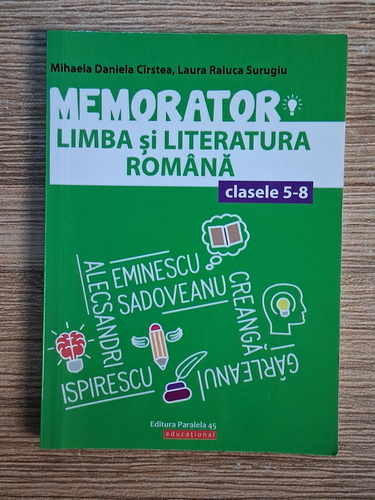 Mihaela Daniela Cîrstea, Laura Raluca Surugiu
MEMORATOR
LIMBA și LITERATURA
ROMÂNĂ
clasele 5-8
EMINESCU
SADOVEANU
ALECSANDRI
CREANGĂ
GÂRLEANU
ISPIRESCU
Editura Paralela 45
educațional